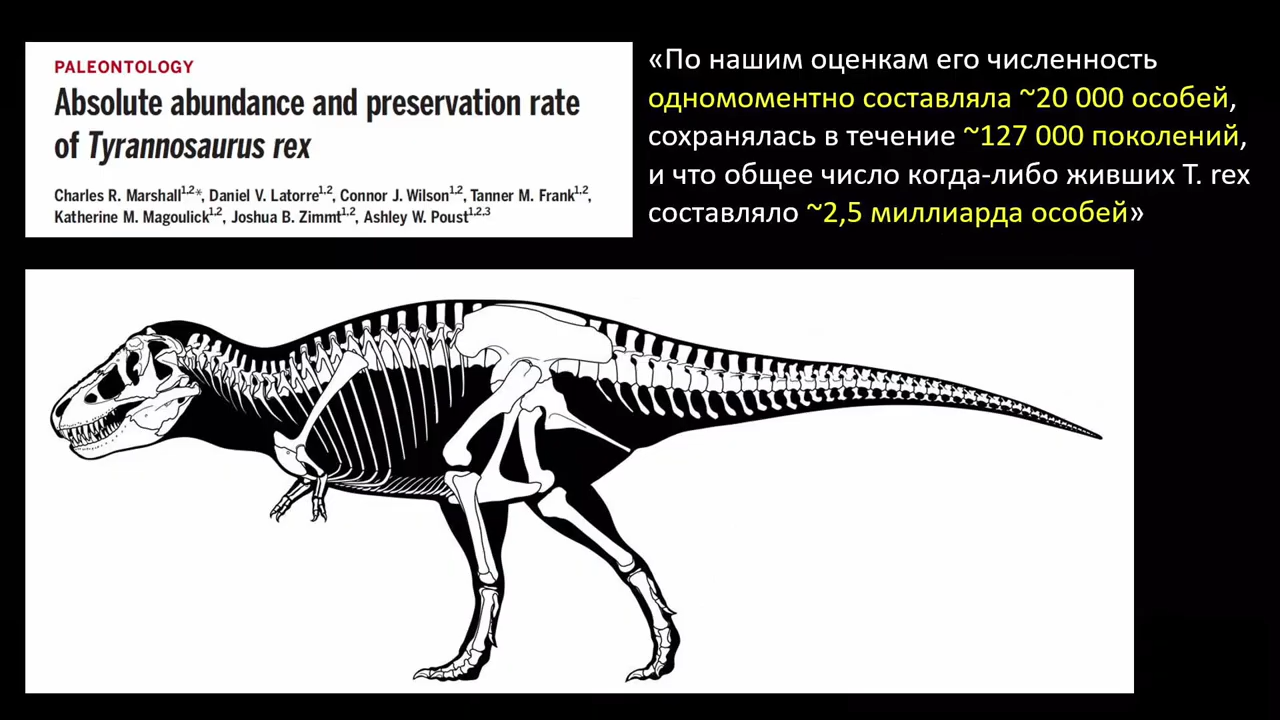 PALEONTOLOGY
Absolute abundance and preservation rate
of Tyrannosaurus rex
Charles R. Marshall1,2*, Daniel V. Latorre1,2, Connor J. Wilson1,2, Tanner M. Frank1,2,
Katherine M. Magoulick1,2, Joshua B. Zimmt1,2, Ashley W. Poust1,2,3
«По нашим оценкам его численность
одномоментно составляла ~20 000 особей,
сохранялась в течение ~127 000 поколений,
и что общее число когда-либо живших T. rex
составляло ~2,5 миллиарда особей»